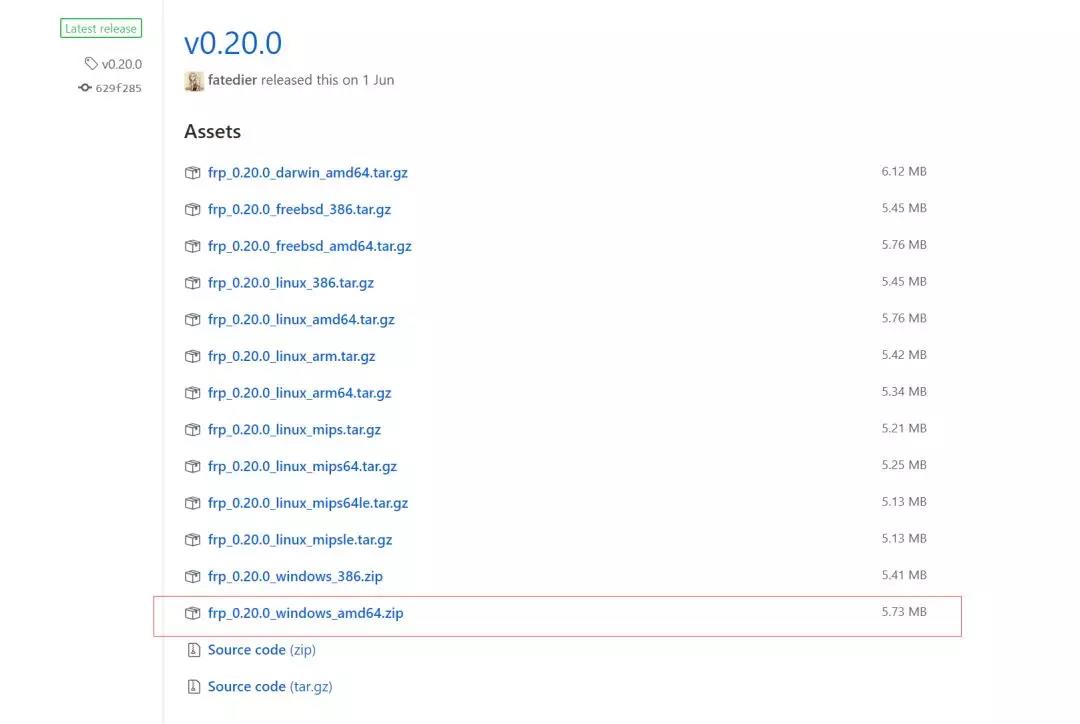 Latest release
v0.20.0
629f285
v0.20.0
fatedier released this on 1 Jun
Assets
frp_0.20.0_darwin_amd64.tar.gz 6.12 MB
frp_0.20.0_freebsd_386.tar.gz 5.45 MB
frp_0.20.0_freebsd_amd64.tar.gz 5.76 MB
frp_0.20.0_linux_386.tar.gz 5.45 MB
frp_0.20.0_linux_amd64.tar.gz 5.76 MB
frp_0.20.0_linux_arm.tar.gz 5.42 MB
frp_0.20.0_linux_arm64.tar.gz 5.34 MB
frp_0.20.0_linux_mips.tar.gz 5.21 MB
frp_0.20.0_linux_mips64.tar.gz 5.25 MB
frp_0.20.0_linux_mips64le.tar.gz 5.13 MB
frp_0.20.0_linux_mipsle.tar.gz 5.13 MB
frp_0.20.0_windows_386.zip 5.41 MB
frp_0.20.0_windows_amd64.zip 5.73 MB
Source code (zip)
Source code (tar.gz)